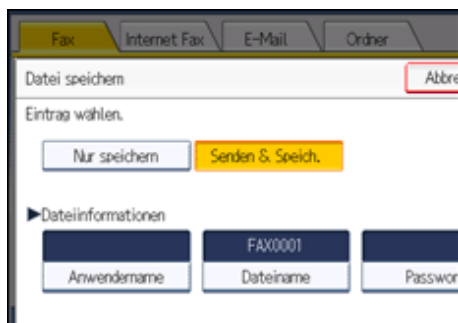 Fax Internet Fax E-Mail Ordner
Datei speichern Abbre
Eintrag wählen.
Nur speichern Senden & Speich.
▶Dateiinformationen
FAX0001
Anwendername Dateiname Passwor